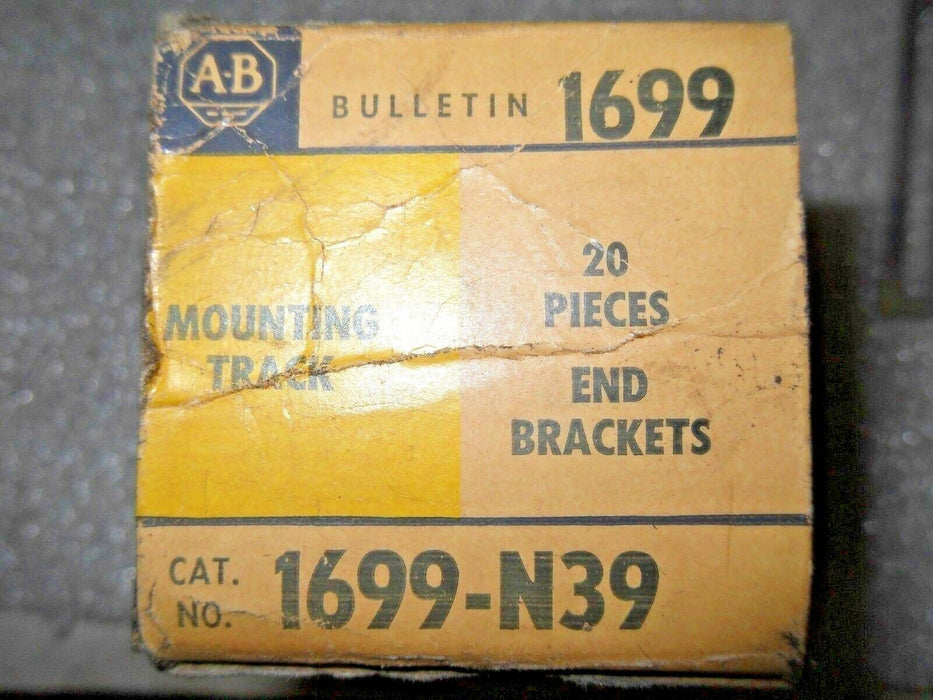 A-B
BULLETIN 1699
MOUNTING
TRACK
20
PIECES
END
BRACKETS
CAT.
NO. 1699-N39